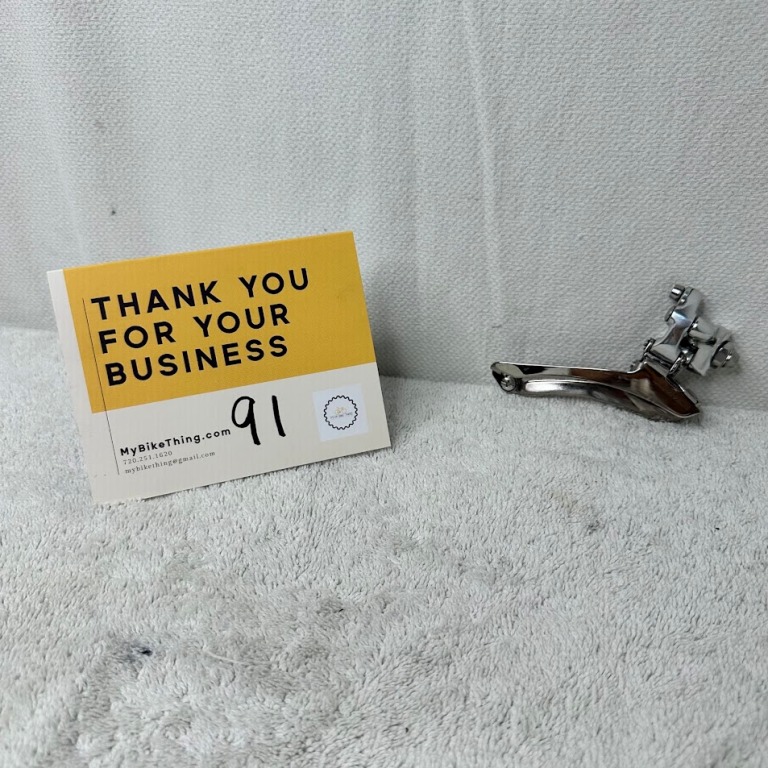 THANK YOU
FOR YOUR
BUSINESS
MyBikeThing.com
720.251.1620
mybikething@gmail.com
91